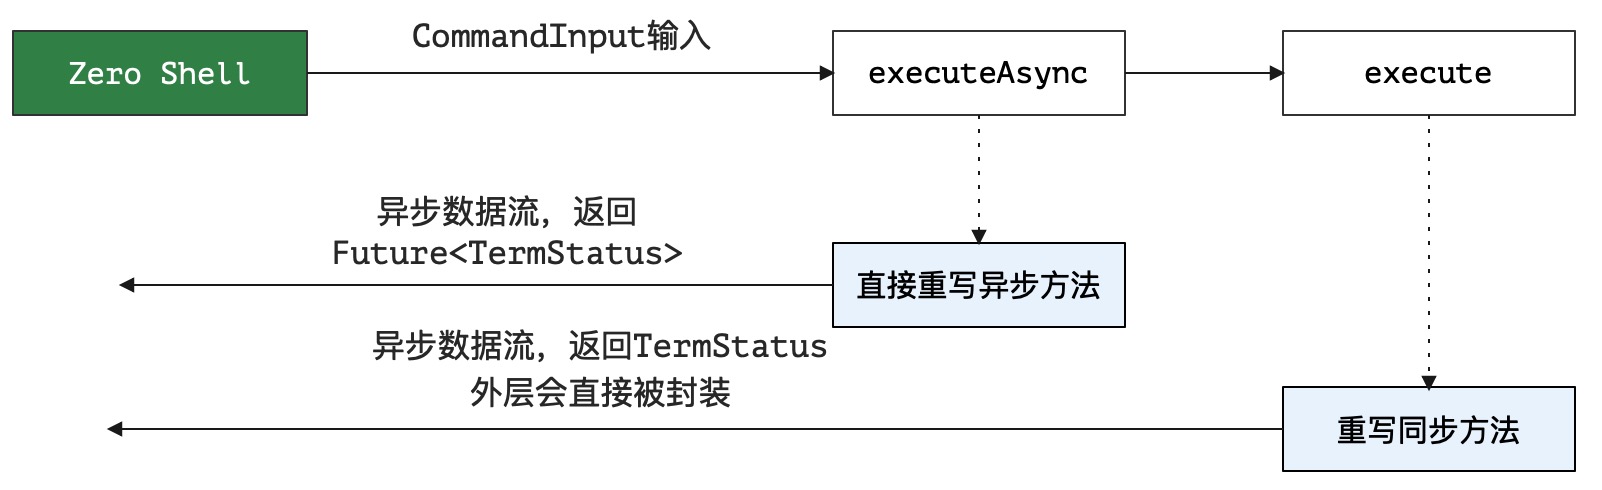 CommandInput输入
Zero Shell
executeAsync
execute
异步数据流，返回
Future<TermStatus>
直接重写异步方法
异步数据流，返回TermStatus
外层会直接被封装
重写同步方法